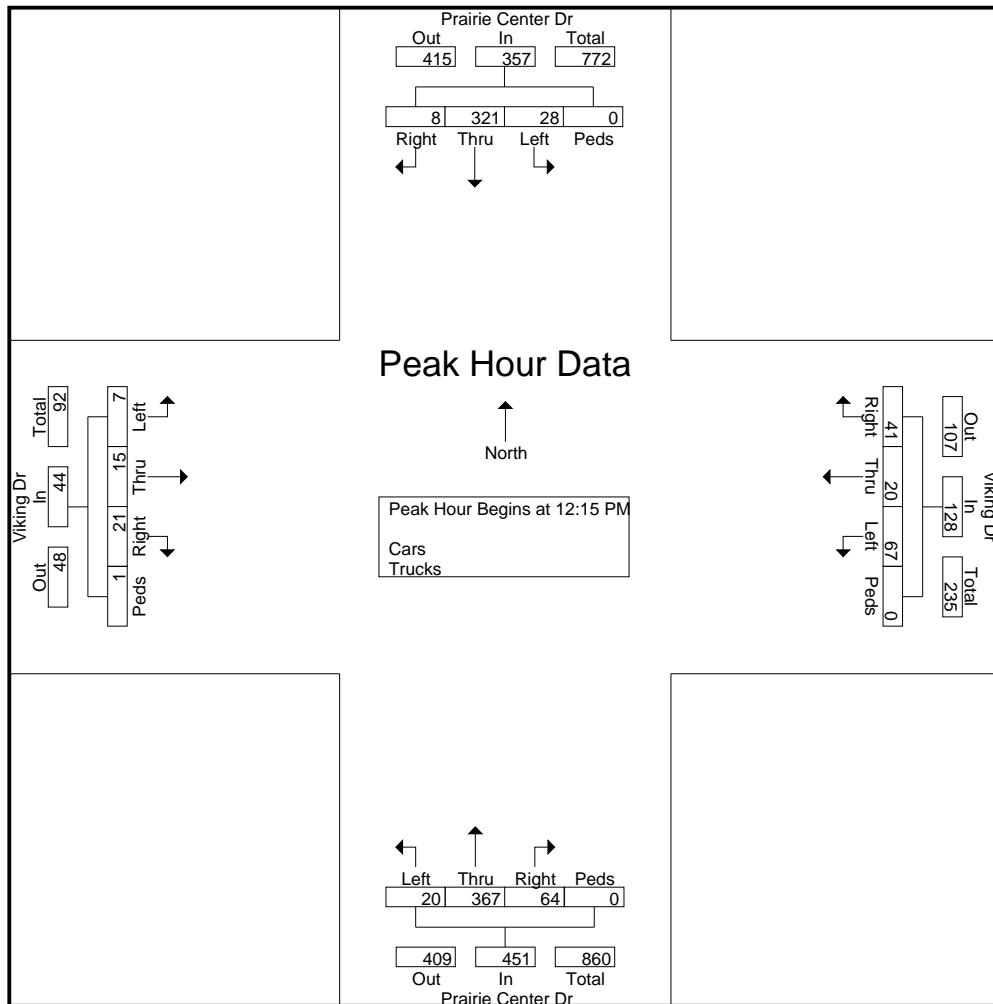 Prairie Center Dr
Out In Total
415 357 772
8 321 28 0
Right Thru Left Peds
Peak Hour Data
North
Peak Hour Begins at 12:15 PM
Cars
Trucks
Viking Dr
Total In Out
92 44 48
7 15 21 1
Left Thru Right Peds
Viking Dr
Out In Total
107 128 235
41 20 67 0
Right Thru Left Peds
Left Thru Right Peds
20 367 64 0
409 451 860
Out In Total
Prairie Center Dr